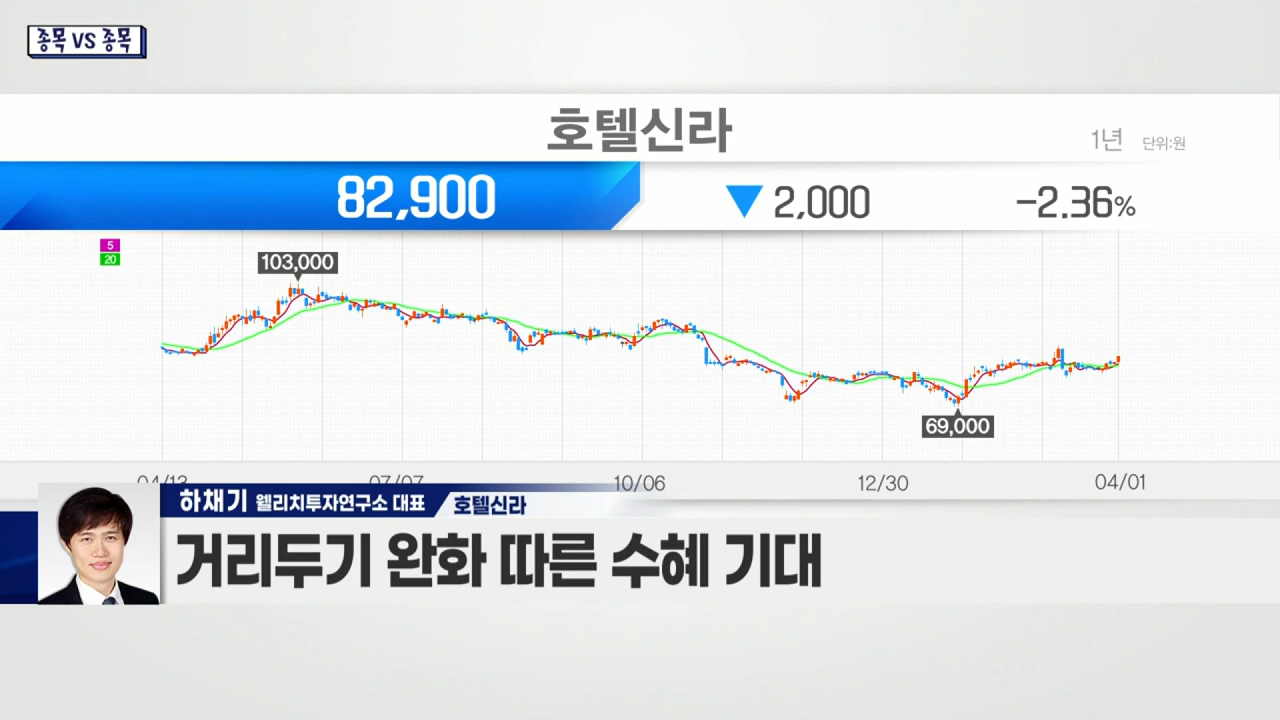 종목 VS 종목
호텔신라
1년 단위:원
82,900 ▼ 2,000 -2.36%
5
20
103,000
69,000
04/13 07/07 10/06 12/30 04/01
하채기 웰리치투자연구소 대표 호텔신라
거리두기 완화 따른 수혜 기대